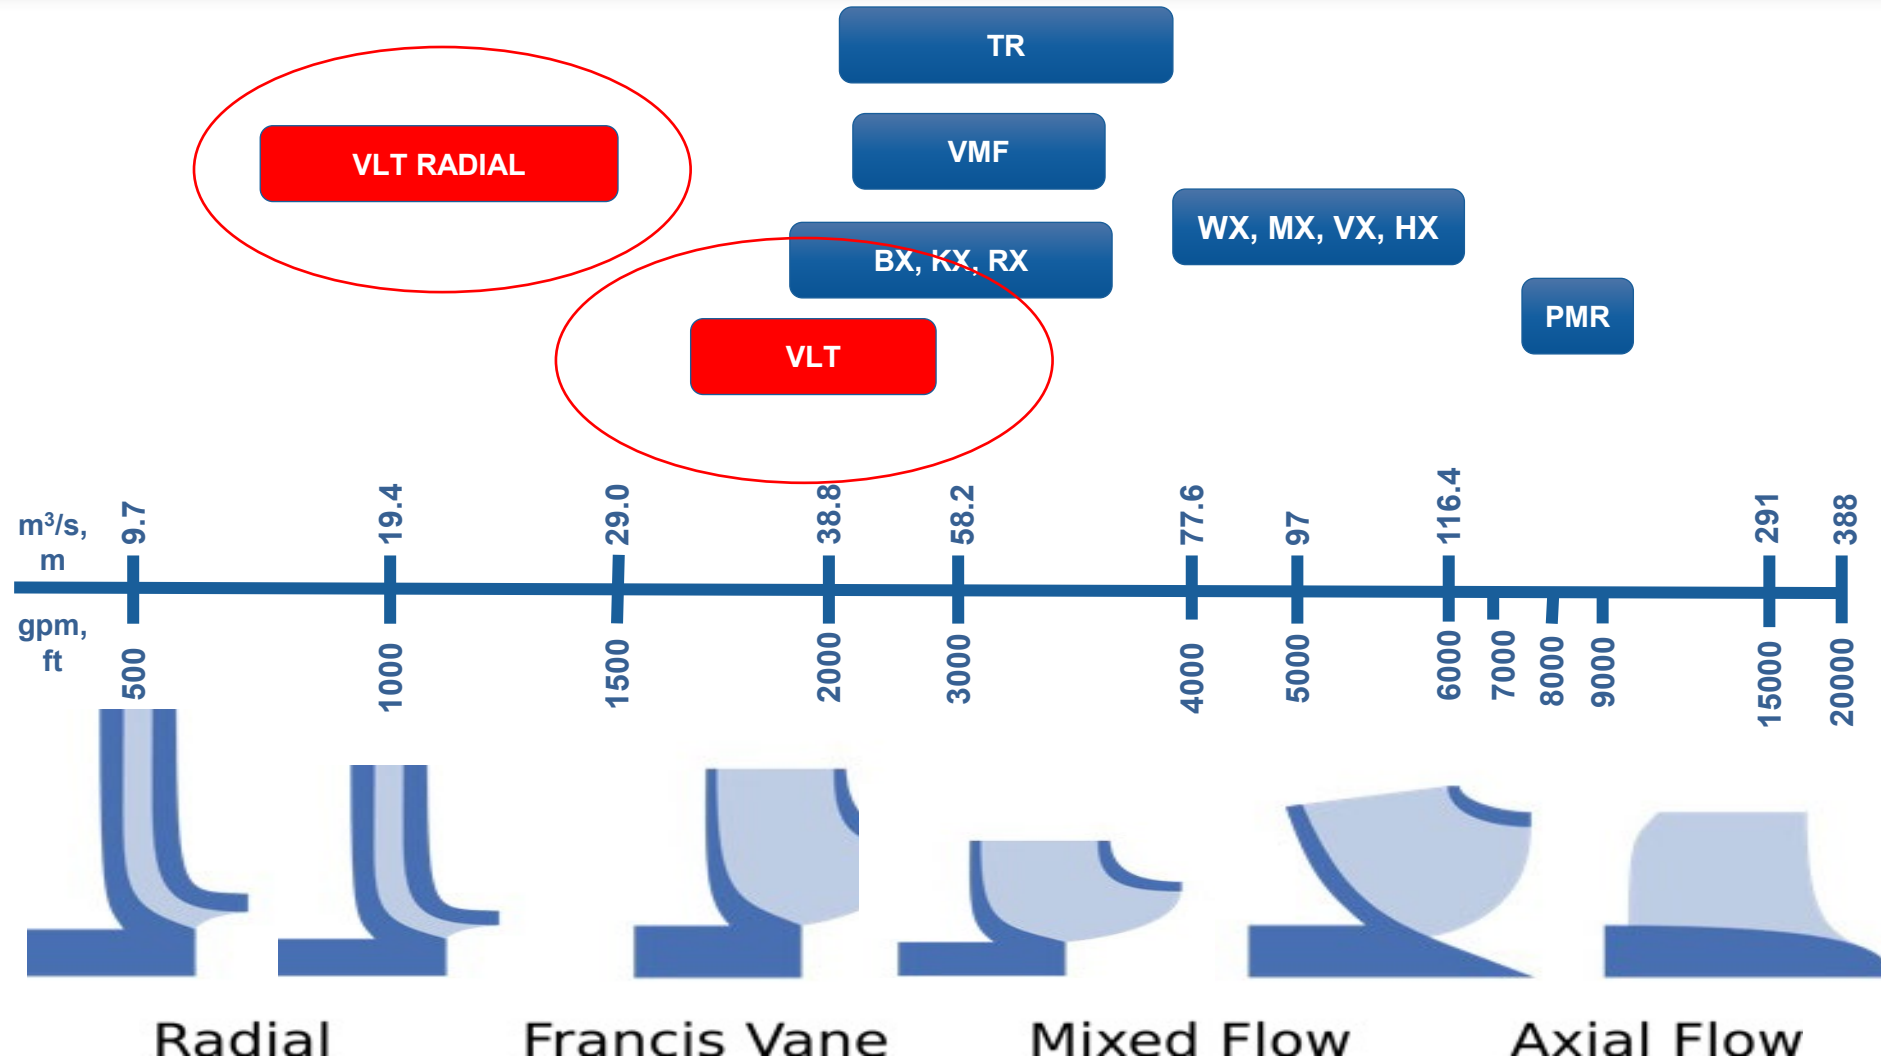 TR
VMF
VLT RADIAL
WX, MX, VX, HX
BX, KX, RX
PMR
VLT
m³/s,
m
9.7
19.4
29.0
38.8
58.2
77.6
97
116.4
291
388
gpm,
ft
500
1000
1500
2000
3000
4000
5000
6000
7000
8000
9000
15000
20000
Radial
Francis Vane
Mixed Flow
Axial Flow